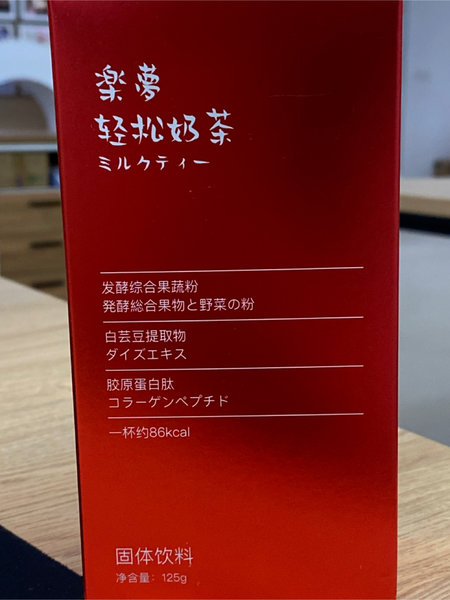 楽夢
轻松奶茶
ミルクティー
发酵综合果蔬粉
発酵総合果物と野菜の粉
白芸豆提取物
ダイズエキス
胶原蛋白肽
コラーゲンペプチド
一杯约86kcal
固体饮料
净含量：125g